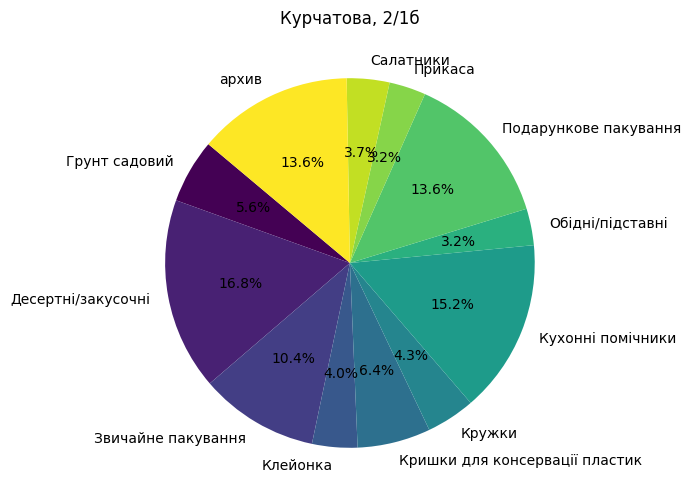 Курчатова, 2/1б
Салатники
Прикаса
архив
Подарункове пакування
3.7%
3.2%
13.6%
Грунт садовий
13.6%
5.6%
Обідні/підставні
3.2%
16.8%
Десертні/закусочні
15.2%
Кухонні помічники
4.3%
10.4%
4.0%
6.4%
Кружки
Звичайне пакування
Клейонка
Кришки для консервації пластик